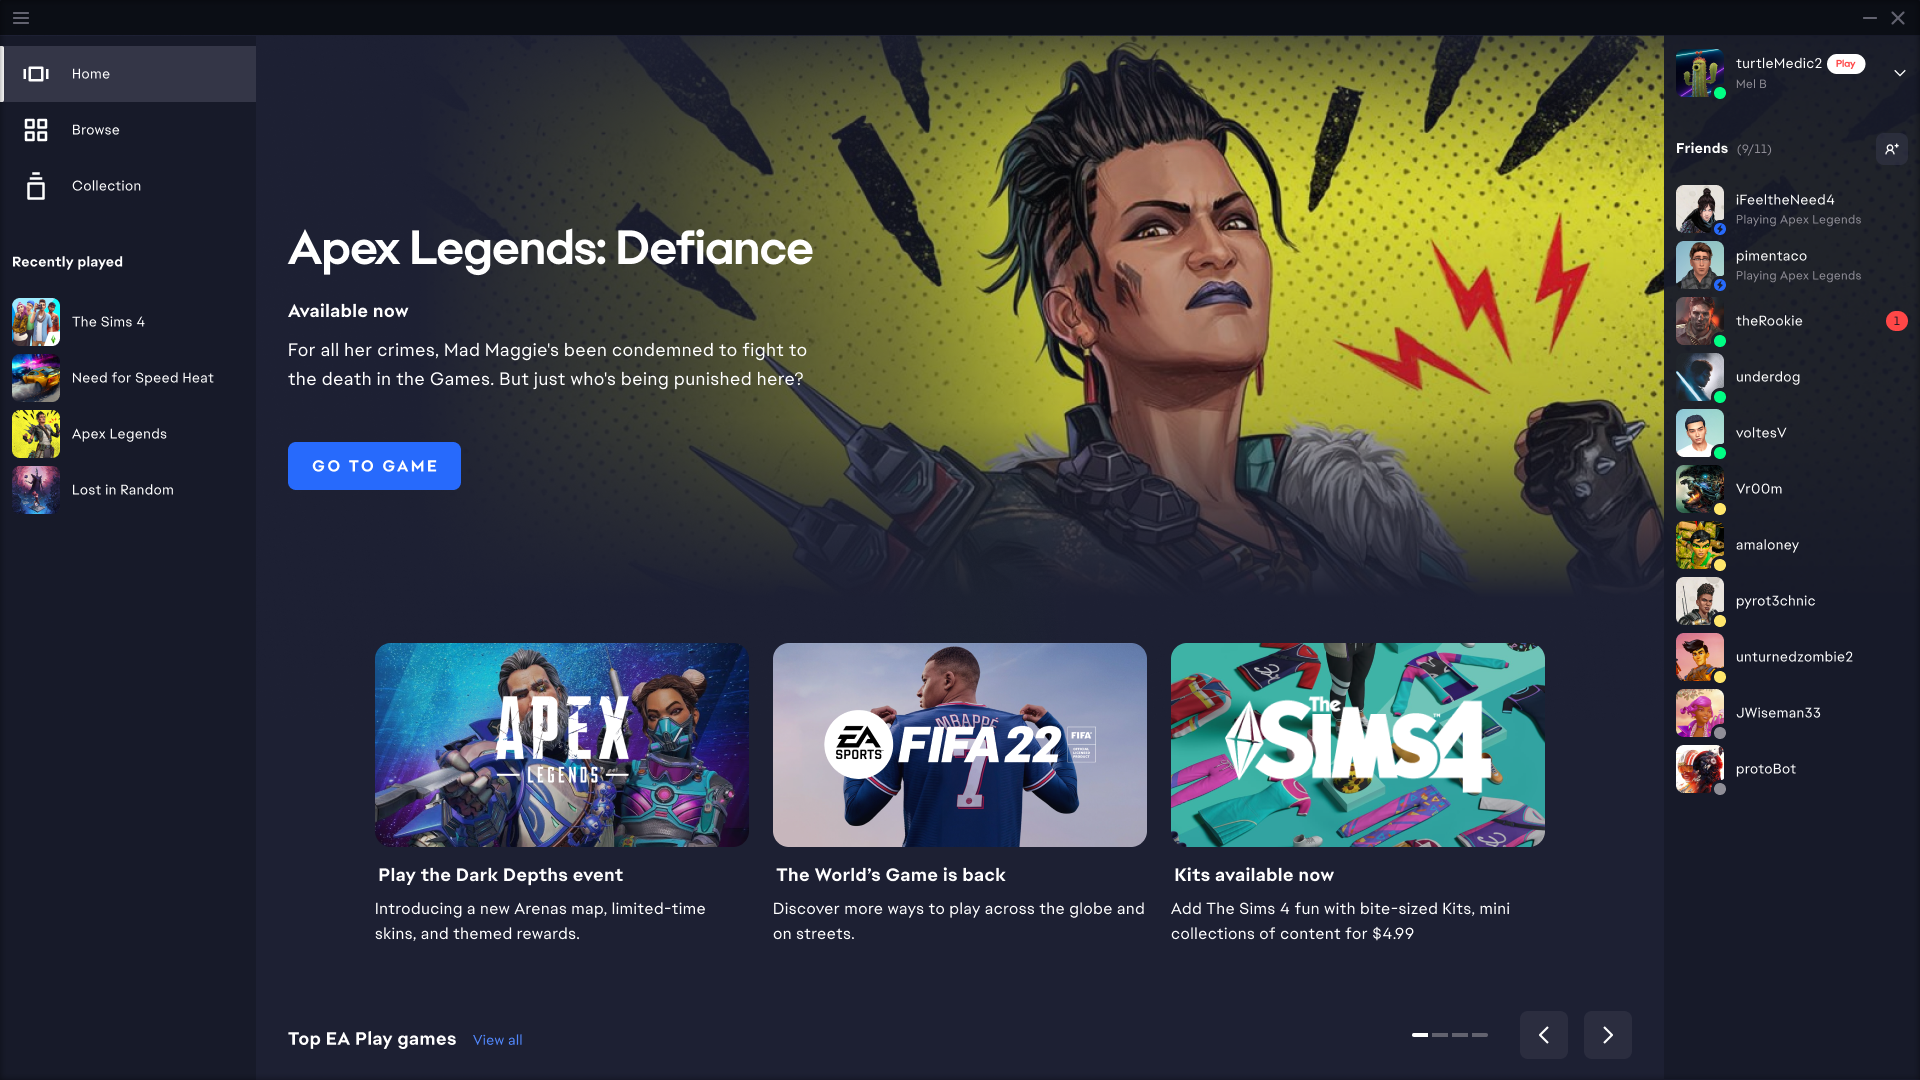 Home
Browse
Collection
Recently played
The Sims 4
Need for Speed Heat
Apex Legends
Lost in Random
Apex Legends: Defiance
Available now
For all her crimes, Mad Maggie's been condemned to fight to
the death in the Games. But just who's being punished here?
GO TO GAME
APEX
LEGENDS
Play the Dark Depths event
Introducing a new Arenas map, limited-time
skins, and themed rewards.
MBAPPÉ
7
EA
SPORTS
FIFA 22
FIFA
OFFICIAL
LICENSED
PRODUCT
The World’s Game is back
Discover more ways to play across the globe and
on streets.
The
SIMS 4
Kits available now
Add The Sims 4 fun with bite-sized Kits, mini
collections of content for $4.99
Top EA Play games View all
turtleMedic2 Play
Mel B
Friends (9/11)
iFeeltheNeed4
Playing Apex Legends
pimentaco
Playing Apex Legends
theRookie 1
underdog
voltesV
Vr00m
amaloney
pyrot3chnic
unturnedzombie2
JWiseman33
protoBot